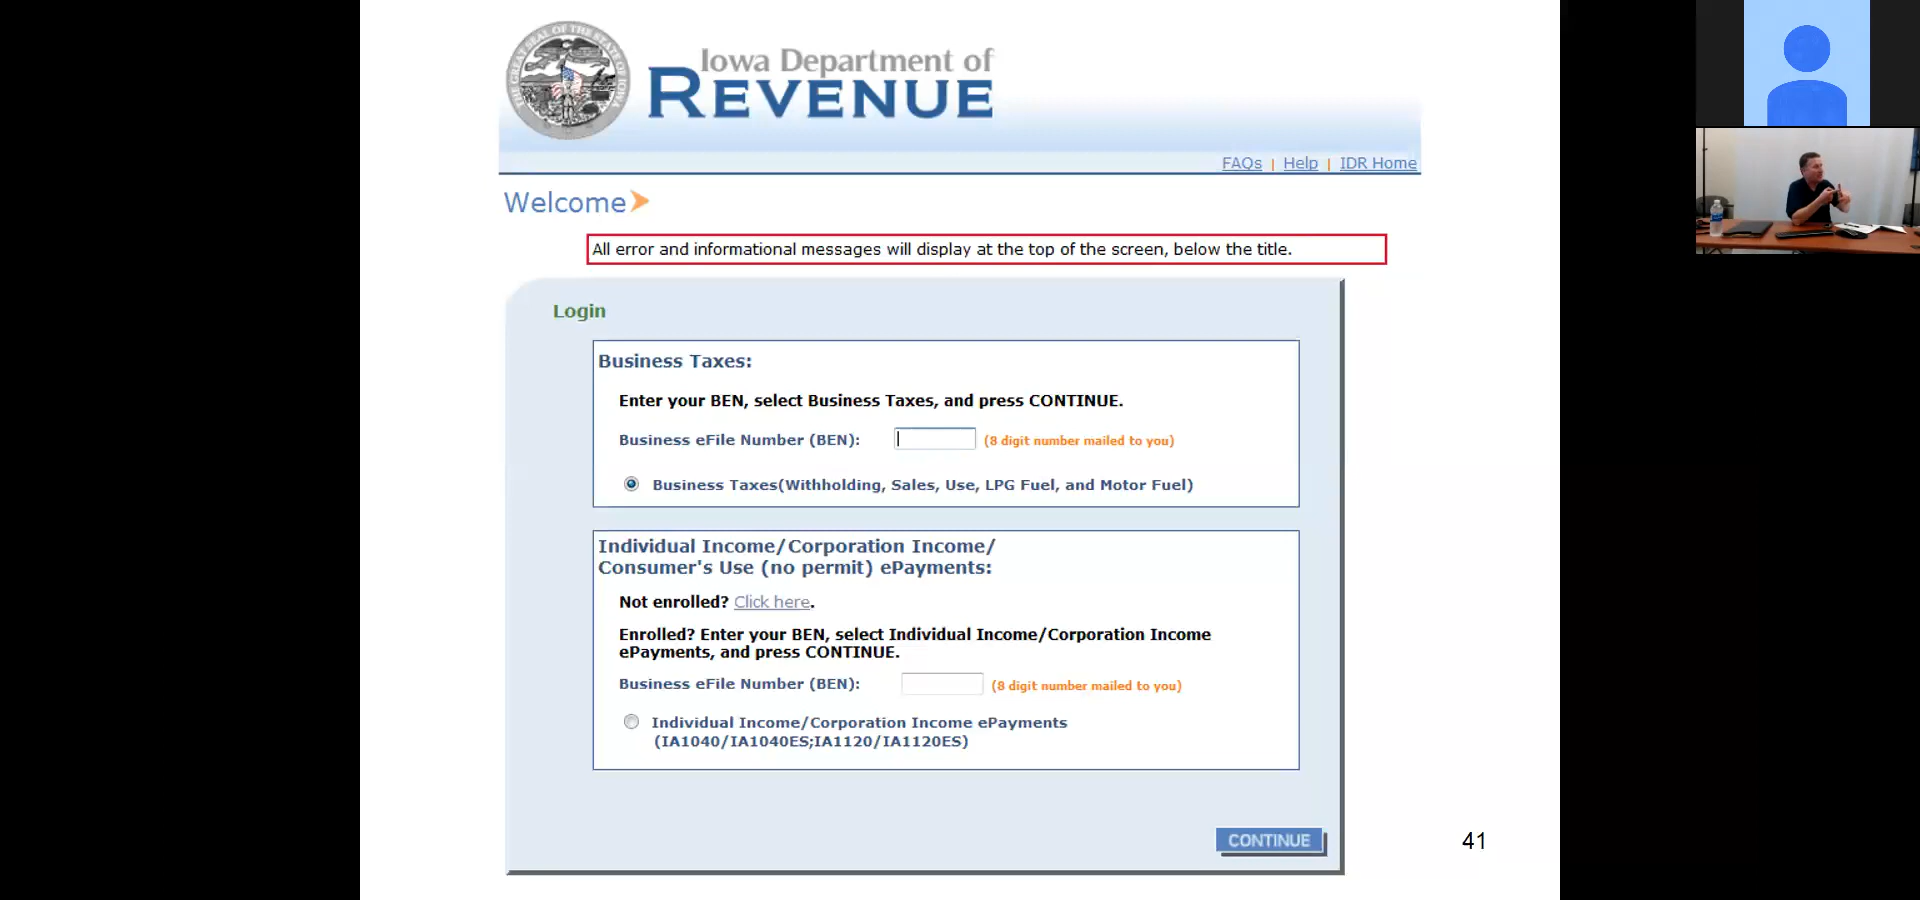 Iowa Department of
REVENUE
FAQs | Help | IDR Home
Welcome
All error and informational messages will display at the top of the screen, below the title.
Login
Business Taxes:
Enter your BEN, select Business Taxes, and press CONTINUE.
Business eFile Number (BEN): (8 digit number mailed to you)
Business Taxes(Withholding, Sales, Use, LPG Fuel, and Motor Fuel)
Individual Income/Corporation Income/
Consumer's Use (no permit) ePayments:
Not enrolled? Click here.
Enrolled? Enter your BEN, select Individual Income/Corporation Income
ePayments, and press CONTINUE.
Business eFile Number (BEN): (8 digit number mailed to you)
Individual Income/Corporation Income ePayments
(IA1040/IA1040ES;IA1120/IA1120ES)
CONTINUE
41